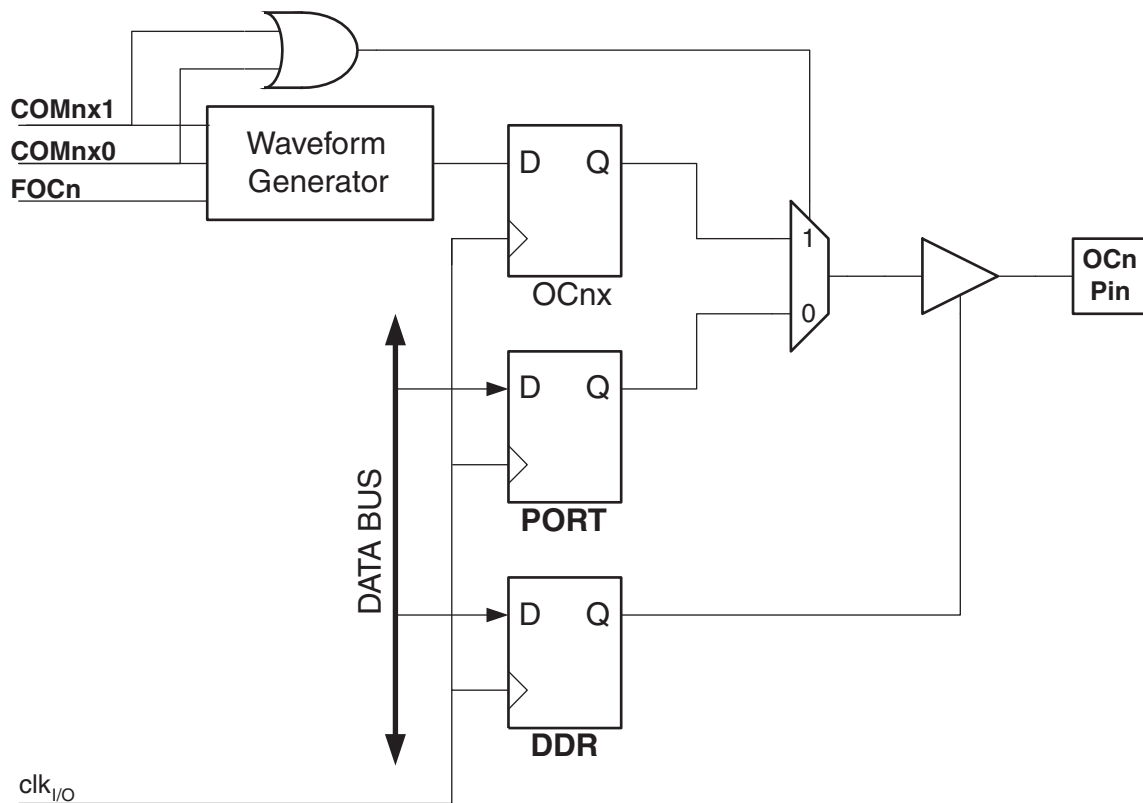 COMnx1
COMnx0
FOCn
Waveform
Generator
D Q
OCnx
1
0
OCn
Pin
D Q
PORT
DATA BUS
D Q
DDR
clkI/O